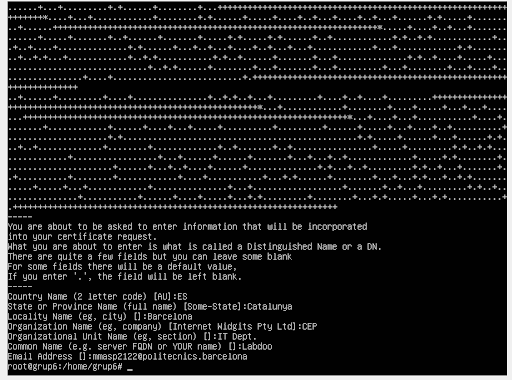 -----
You are about to be asked to enter information that will be incorporated
into your certificate request.
What you are about to enter is what is called a Distinguished Name or a DN.
There are quite a few fields but you can leave some blank
For some fields there will be a default value,
If you enter '.', the field will be left blank.
-----
Country Name (2 letter code) [AU]:ES
State or Province Name (full name) [Some-State]:Catalunya
Locality Name (eg, city) []:Barcelona
Organization Name (eg, company) [Internet Widgits Pty Ltd]:CEP
Organizational Unit Name (eg, section) []:IT Dept.
Common Name (e.g. server FQDN or YOUR name) []:Labdoo
Email Address []:mmasp2122@politecnics.barcelona
root@grup6:/home/grup6# _